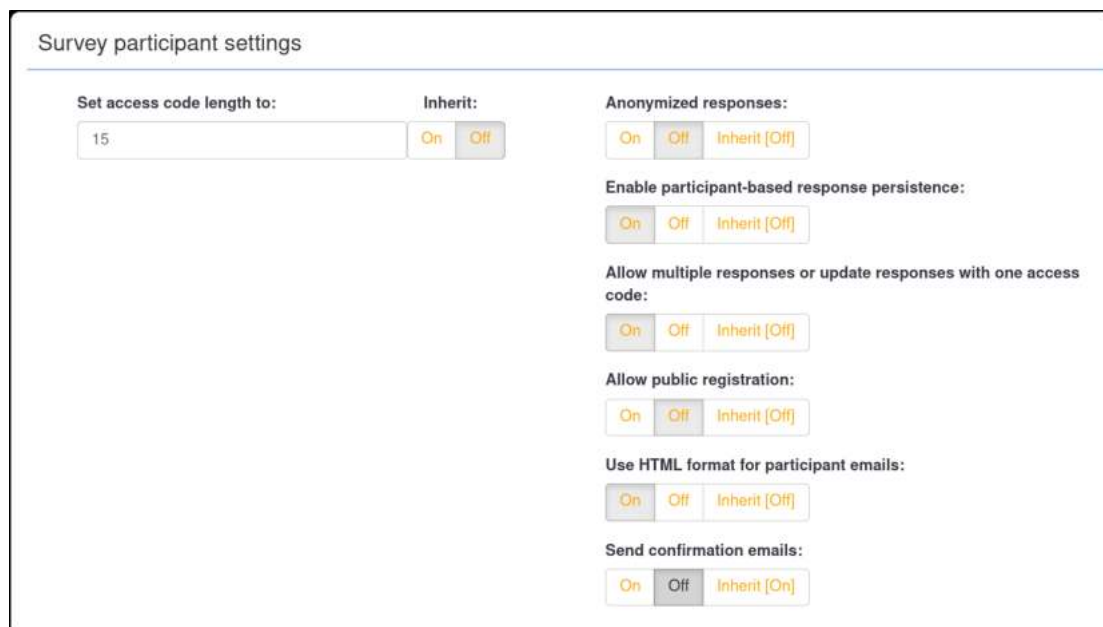 Survey participant settings
Set access code length to:
Inherit:
15
On Off
Anonymized responses:
On Off Inherit [Off]
Enable participant-based response persistence:
On Off Inherit [Off]
Allow multiple responses or update responses with one access
code:
On Off Inherit [Off]
Allow public registration:
On Off Inherit [Off]
Use HTML format for participant emails:
On Off Inherit [Off]
Send confirmation emails:
On Off Inherit [On]